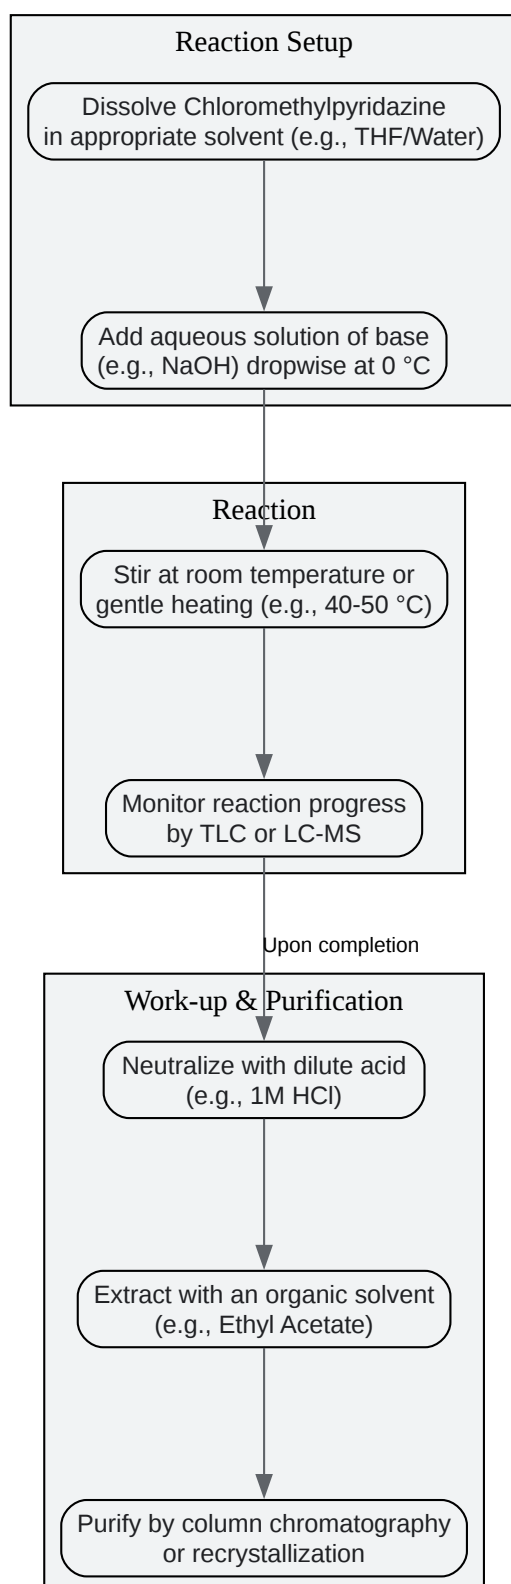 Reaction Setup
Dissolve Chloromethylpyridazine
in appropriate solvent (e.g., THF/Water)
Add aqueous solution of base
(e.g., NaOH) dropwise at 0 °C
Reaction
Stir at room temperature or
gentle heating (e.g., 40-50 °C)
Monitor reaction progress
by TLC or LC-MS
Upon completion
Work-up & Purification
Neutralize with dilute acid
(e.g., 1M HCl)
Extract with an organic solvent
(e.g., Ethyl Acetate)
Purify by column chromatography
or recrystallization